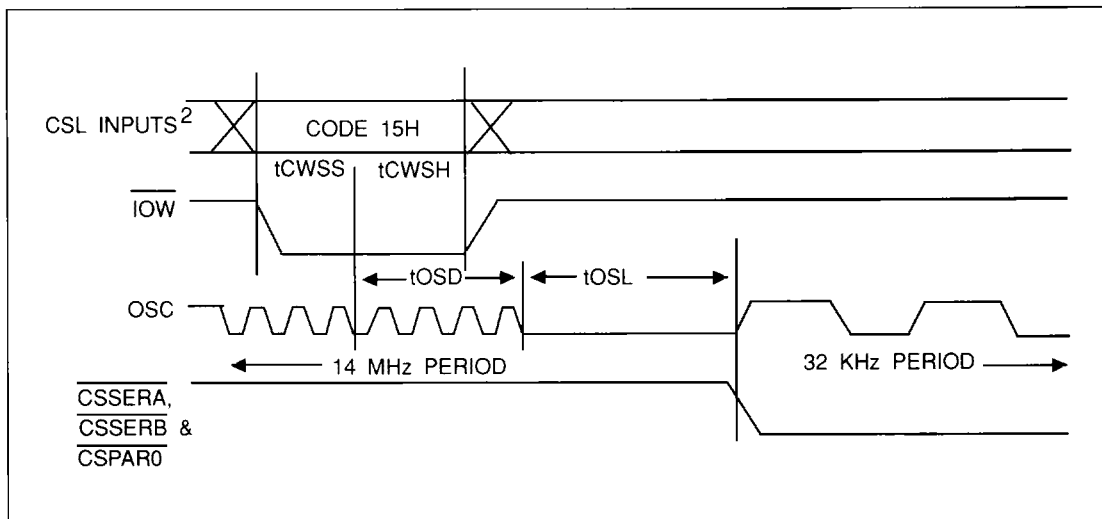 CSL INPUTS²
CODE 15H
tCWSS
tCWSH
IOW
tOSD
tOSL
OSC
14 MHz PERIOD
32 KHz PERIOD
CSSERA,
CSSERB &
CSPAR0